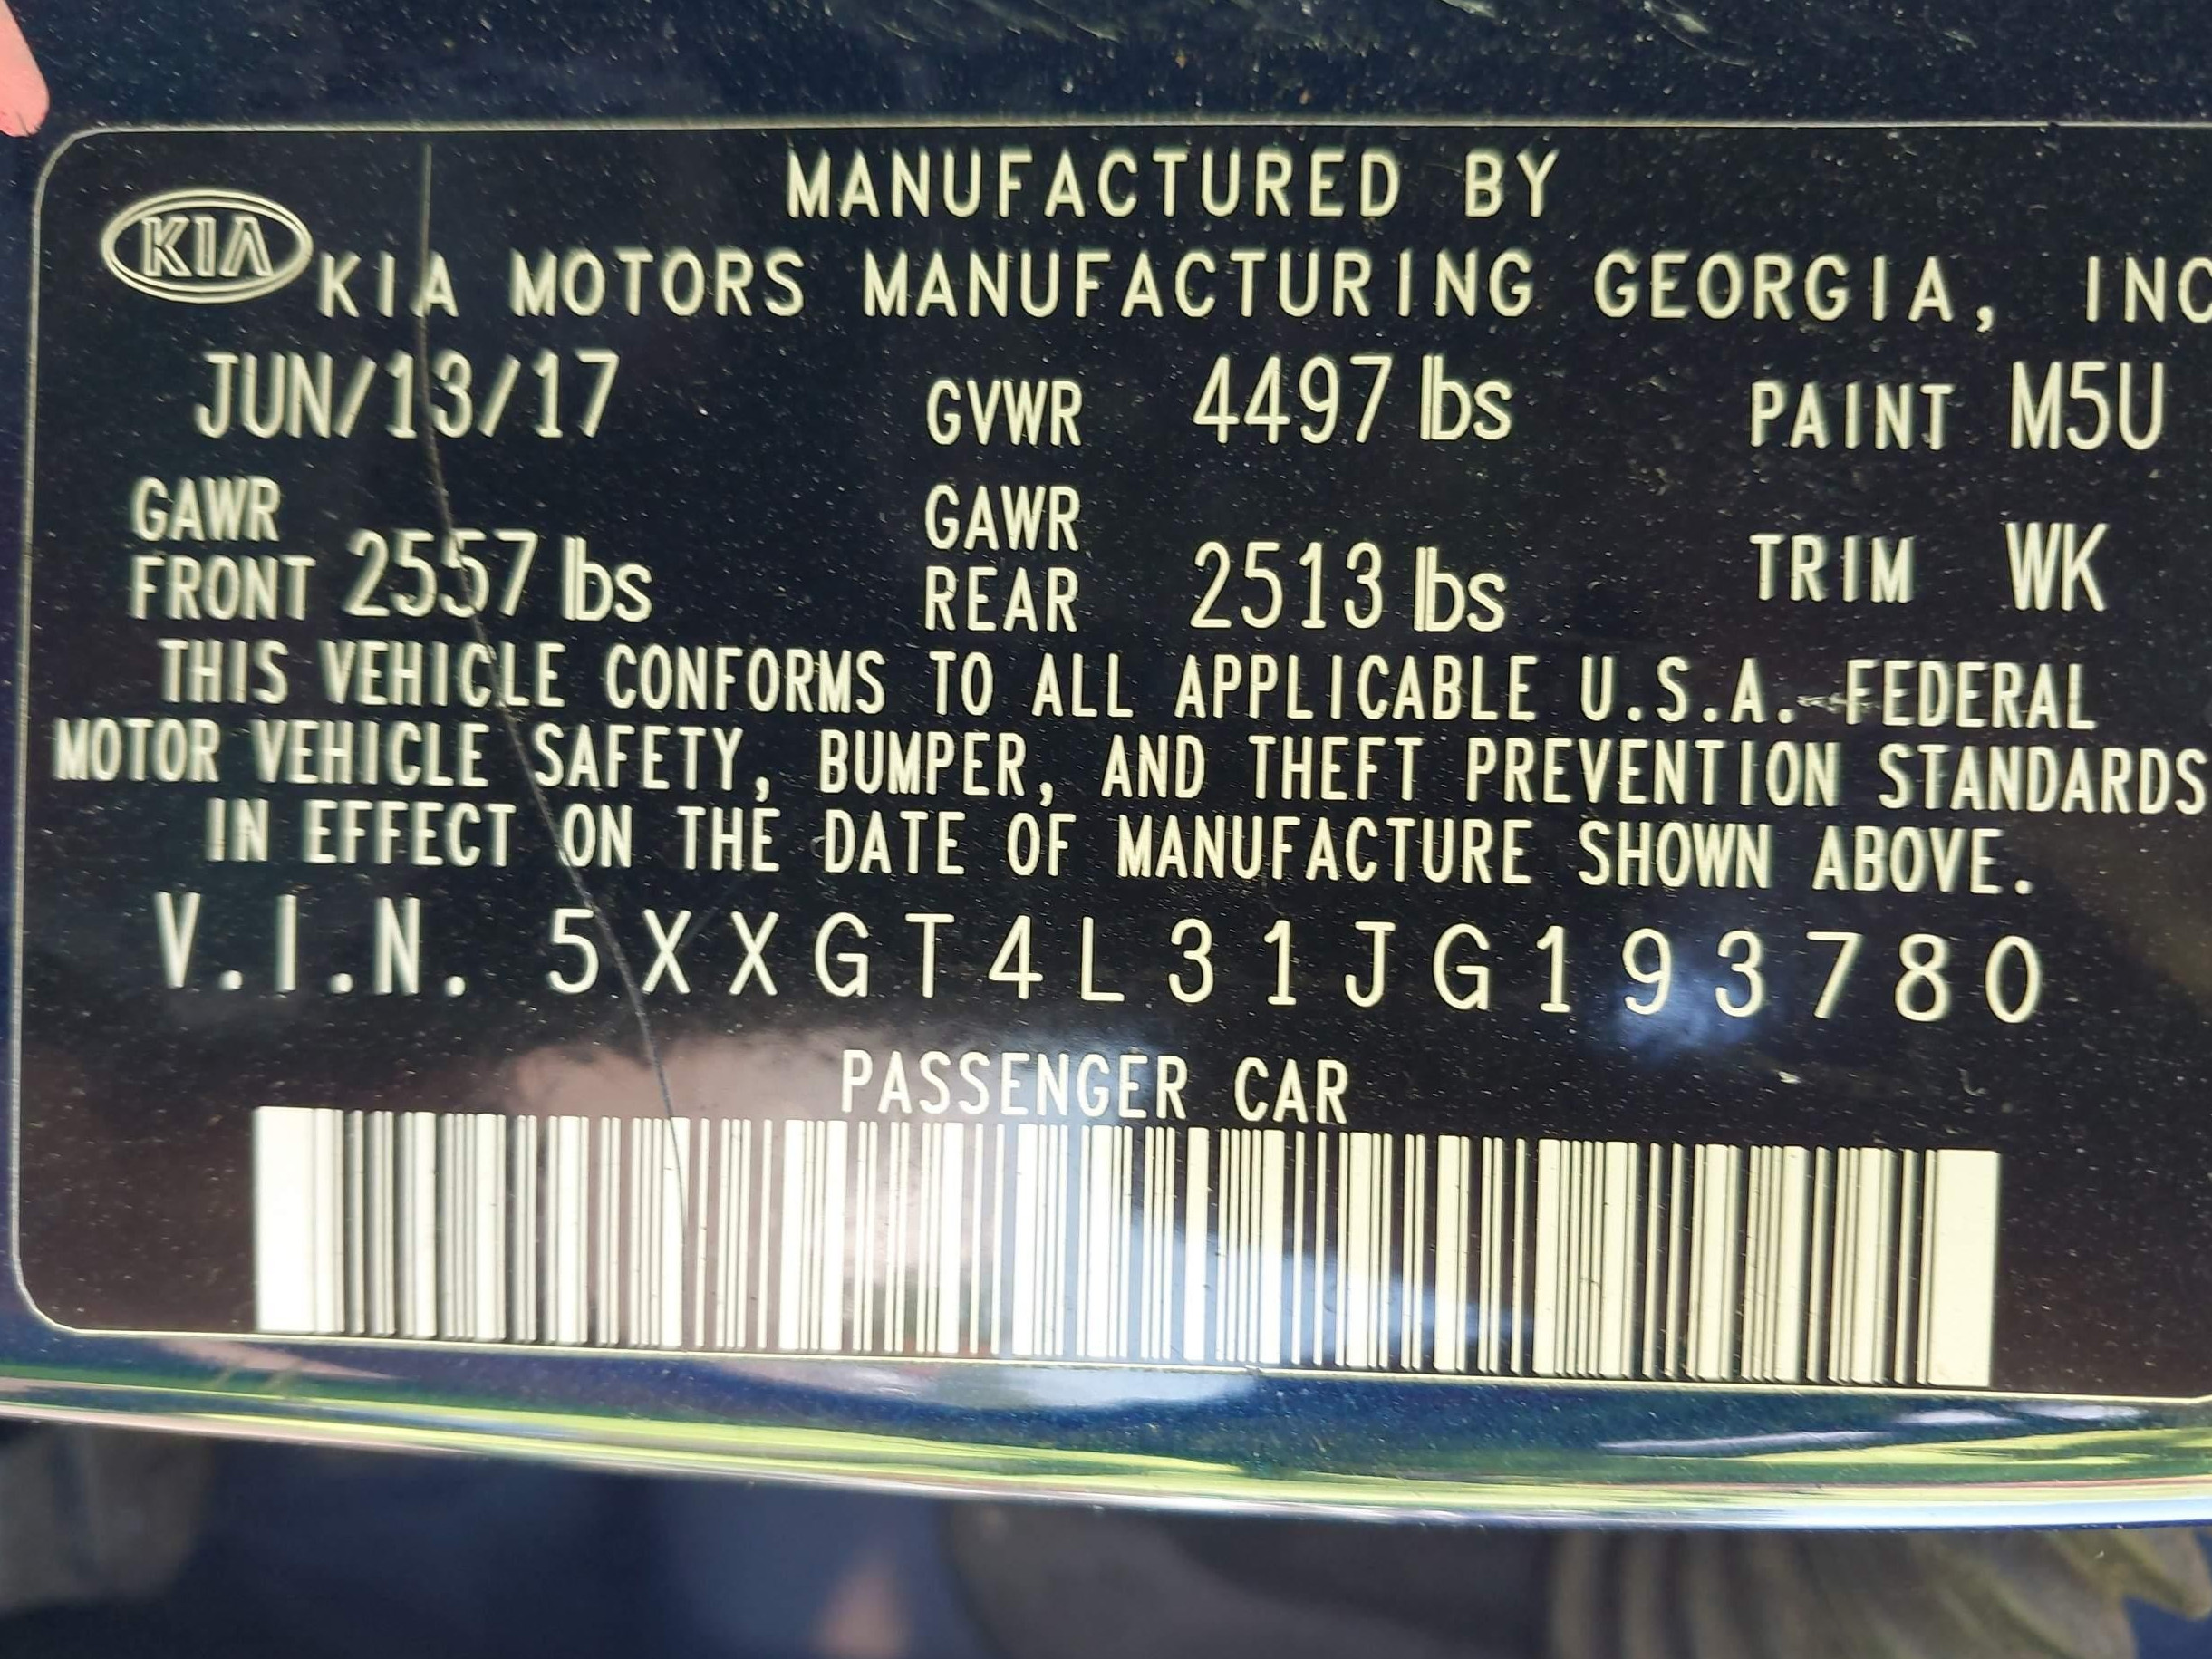 MANUFACTURED BY
KIA KIA MOTORS MANUFACTURING GEORGIA, INC
JUN/13/17 GVWR 4497 lbs PAINT M5U
GAWR FRONT 2557 lbs GAWR REAR 2513 lbs TRIM WK
THIS VEHICLE CONFORMS TO ALL APPLICABLE U.S.A. FEDERAL
MOTOR VEHICLE SAFETY, BUMPER, AND THEFT PREVENTION STANDARDS
IN EFFECT ON THE DATE OF MANUFACTURE SHOWN ABOVE.
V.I.N. 5XXGT4L31JG193780
PASSENGER CAR